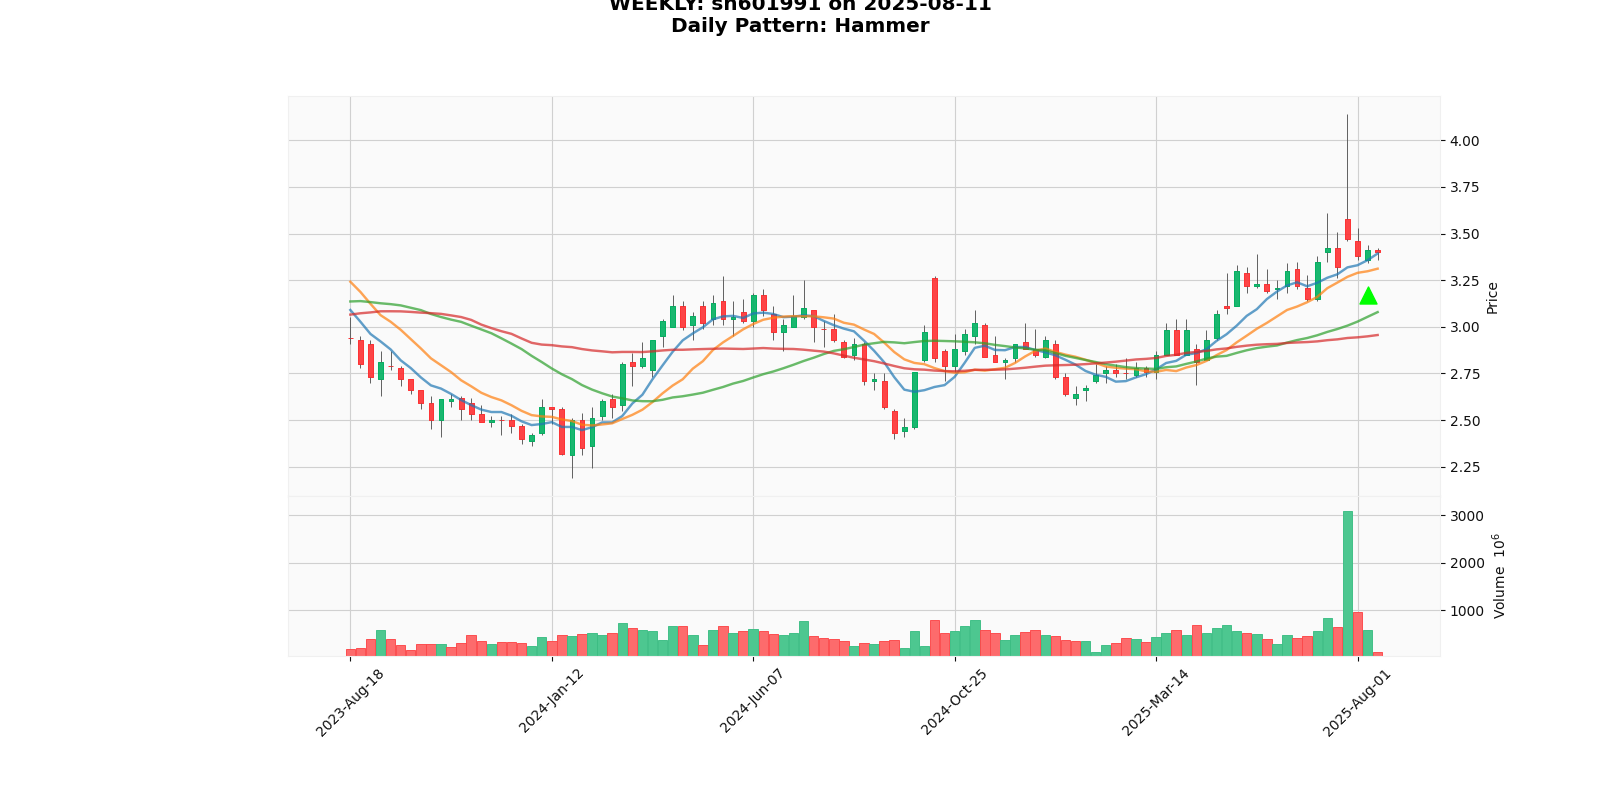 WEEKLY: sh601991 on 2025-08-11
Daily Pattern: Hammer
4.00
3.75
3.50
3.25
3.00
2.75
2.50
2.25
Price
3000
2000
1000
Volume 10^6
2023-Aug-18
2024-Jan-12
2024-Jun-07
2024-Oct-25
2025-Mar-14
2025-Aug-01